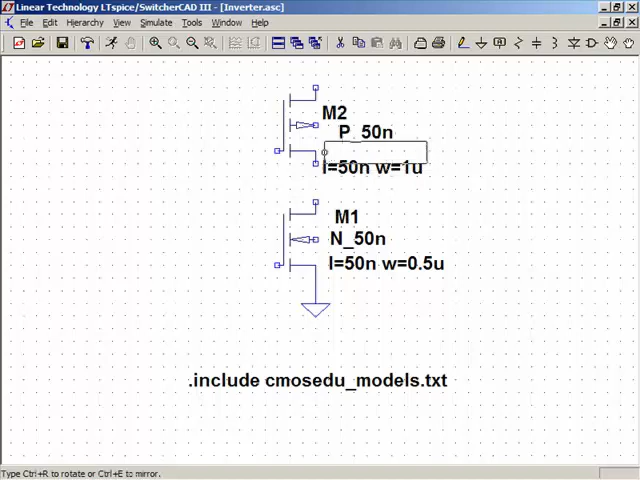 Linear Technology LTspice/SwitcherCAD III - [Inverter.asc]
File Edit Hierarchy View Simulate Tools Window Help
M2
P_50n
l=50n w=1u
M1
N_50n
l=50n w=0.5u
.include cmosedu_models.txt
Type Ctrl+R to rotate or Ctrl+E to mirror.